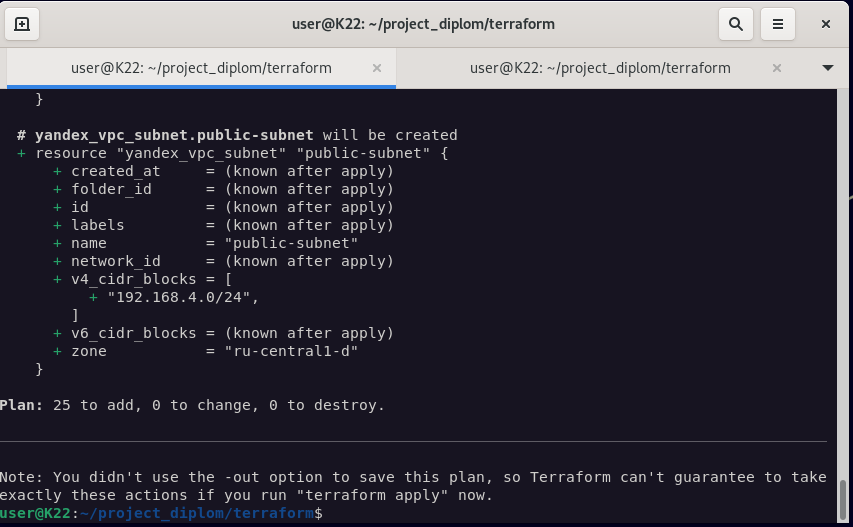 user@K22: ~/project_diplom/terraform
user@K22: ~/project_diplom/terraform
user@K22: ~/project_diplom/terraform
}
# yandex_vpc_subnet.public-subnet will be created
+ resource "yandex_vpc_subnet" "public-subnet" {
+ created_at     = (known after apply)
+ folder_id      = (known after apply)
+ id             = (known after apply)
+ labels         = (known after apply)
+ name           = "public-subnet"
+ network_id     = (known after apply)
+ v4_cidr_blocks = [
+ "192.168.4.0/24",
]
+ v6_cidr_blocks = (known after apply)
+ zone           = "ru-central1-d"
}
Plan: 25 to add, 0 to change, 0 to destroy.
Note: You didn't use the -out option to save this plan, so Terraform can't guarantee to take
exactly these actions if you run "terraform apply" now.
user@K22:~/project_diplom/terraform$